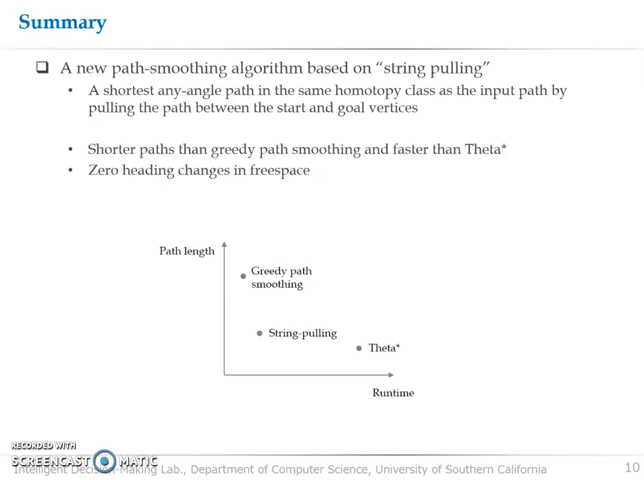 Summary
A new path-smoothing algorithm based on “string pulling”
• A shortest any-angle path in the same homotopy class as the input path by
pulling the path between the start and goal vertices
• Shorter paths than greedy path smoothing and faster than Theta*
• Zero heading changes in freespace
Path length
Greedy path
smoothing
String-pulling
Theta*
Runtime
RECORDED WITH
SCREENCAST MATIC
Intelligent Decision-Making Lab., Department of Computer Science, University of Southern California
10